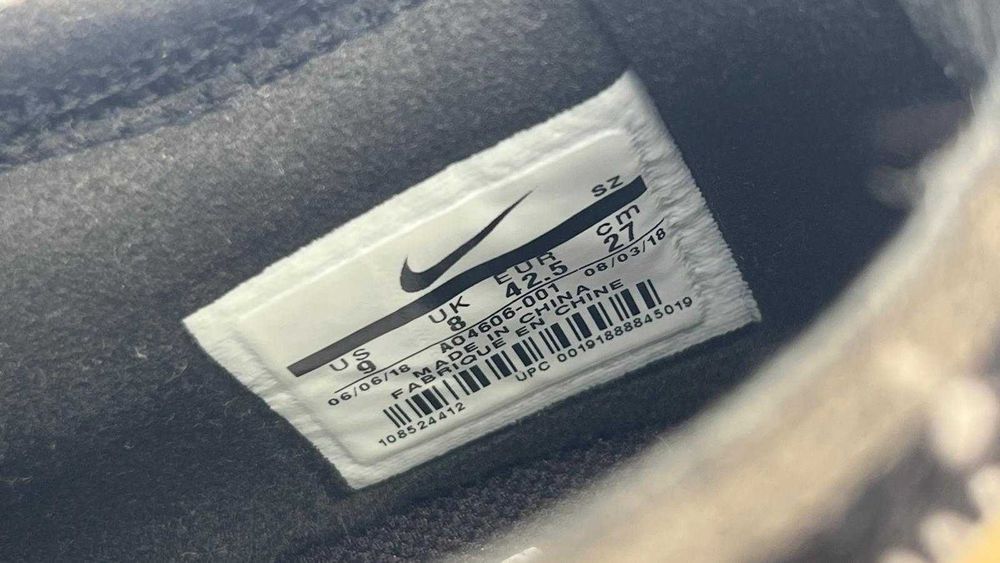 SZ
US UK EUR cm
9 8 42.5 27
06/06/18 AO4606-001 08/03/18
MADE IN CHINA
FABRIQUÉ EN CHINE
108524412 UPC 00191888845019